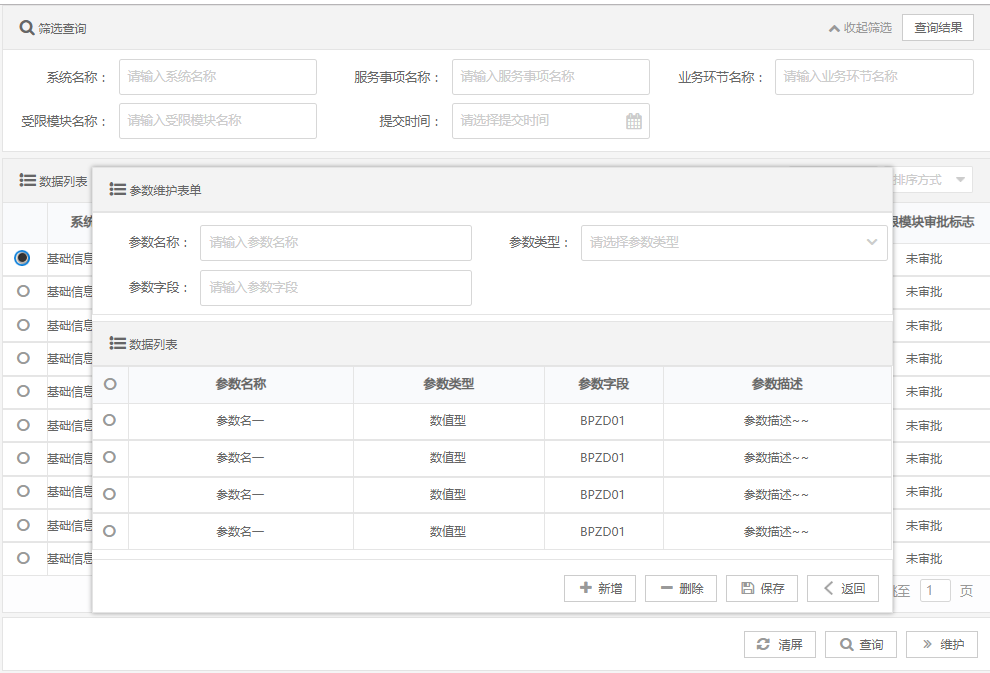 筛选查询 收起筛选 查询结果
系统名称： 请输入系统名称 服务事项名称： 请输入服务事项名称 业务环节名称： 请输入业务环节名称
受限模块名称： 请输入受限模块名称 提交时间： 请选择提交时间
数据列表 排序方式
系统 模块审批标志
参数维护表单
参数名称： 请输入参数名称 参数类型： 请选择参数类型
参数字段： 请输入参数字段
数据列表
参数名称 参数类型 参数字段 参数描述
参数名一 数值型 BPZD01 参数描述~~
参数名一 数值型 BPZD01 参数描述~~
参数名一 数值型 BPZD01 参数描述~~
参数名一 数值型 BPZD01 参数描述~~
新增 删除 保存 返回
基础信息 未审批
基础信息 未审批
基础信息 未审批
基础信息 未审批
基础信息 未审批
基础信息 未审批
基础信息 未审批
基础信息 未审批
基础信息 未审批
基础信息 未审批
至 1 页
清屏 查询 维护